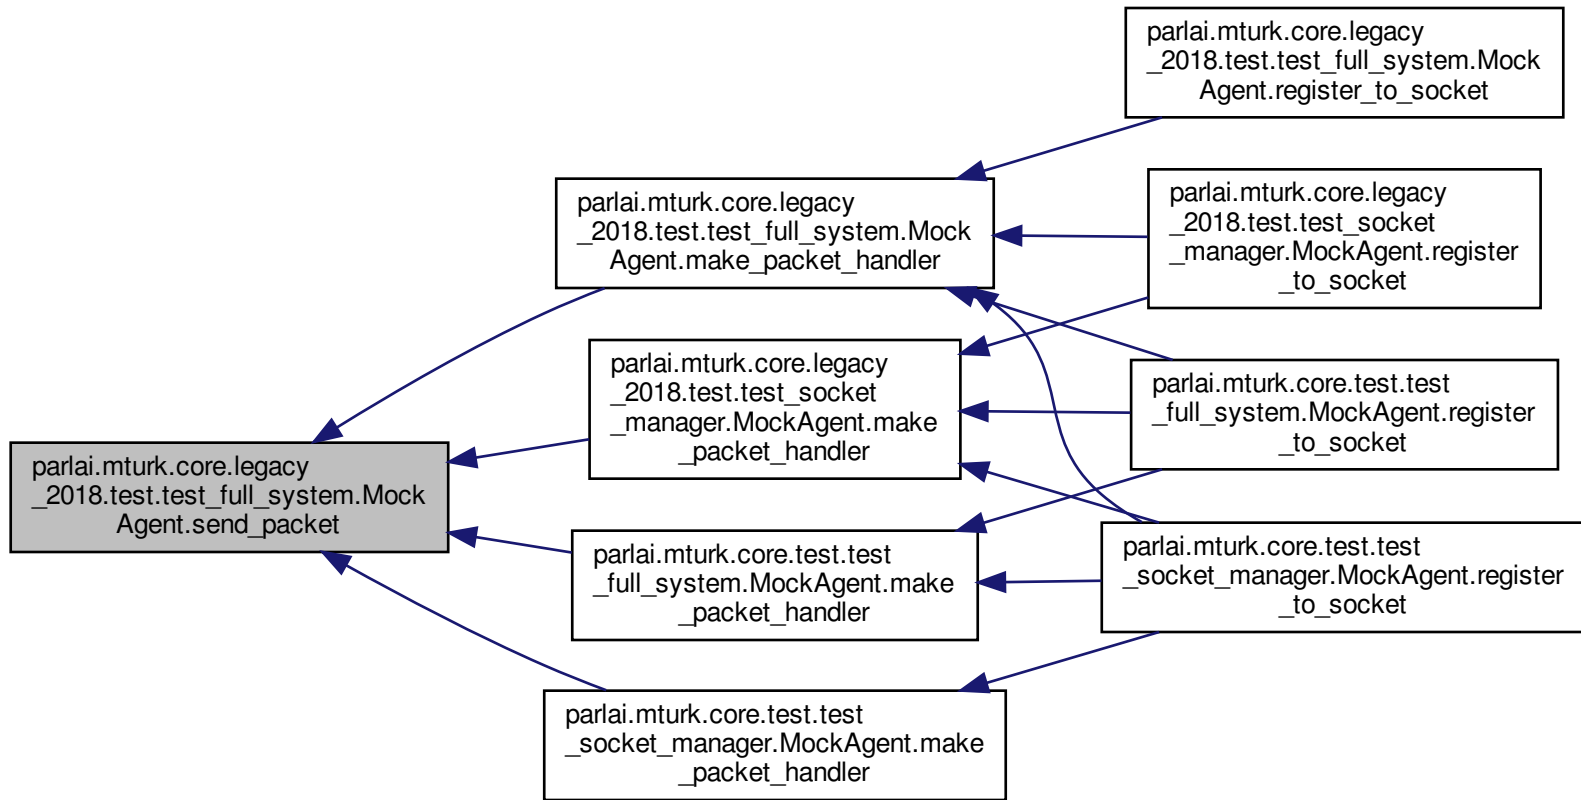 parlai.mturk.core.legacy
_2018.test.test_full_system.Mock
Agent.send_packet
parlai.mturk.core.legacy
_2018.test.test_full_system.Mock
Agent.make_packet_handler
parlai.mturk.core.legacy
_2018.test.test_socket
_manager.MockAgent.make
_packet_handler
parlai.mturk.core.test.test
_full_system.MockAgent.make
_packet_handler
parlai.mturk.core.test.test
_socket_manager.MockAgent.make
_packet_handler
parlai.mturk.core.legacy
_2018.test.test_full_system.Mock
Agent.register_to_socket
parlai.mturk.core.legacy
_2018.test.test_socket
_manager.MockAgent.register
_to_socket
parlai.mturk.core.test.test
_full_system.MockAgent.register
_to_socket
parlai.mturk.core.test.test
_socket_manager.MockAgent.register
_to_socket